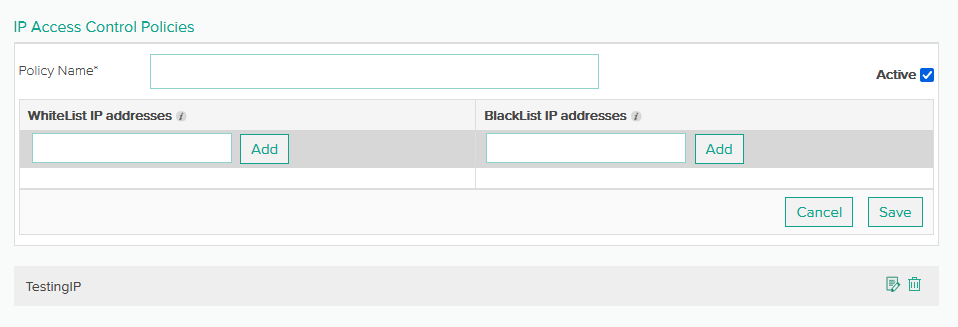 IP Access Control Policies
Policy Name*
Active
WhiteList IP addresses i
BlackList IP addresses i
Add
Add
Cancel
Save
TestingIP